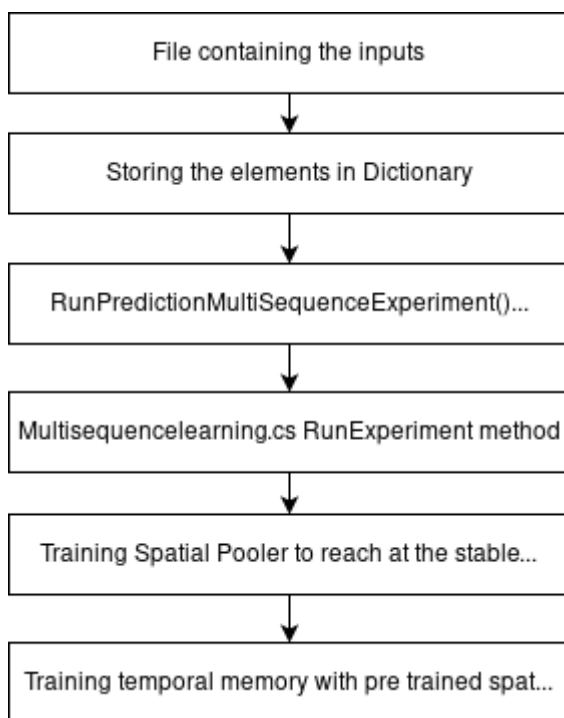 File containing the inputs
Storing the elements in Dictionary
RunPredictionMultiSequenceExperiment()...
Multisequencelearning.cs RunExperiment method
Training Spatial Pooler to reach at the stable...
Training temporal memory with pre trained spat...